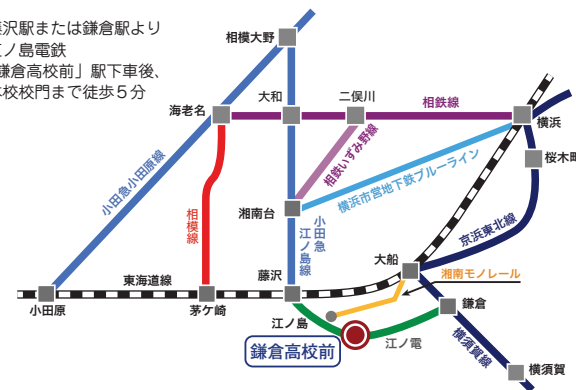 沢駅または鎌倉駅より
ノ島電鉄
鎌倉高校前」駅下車後、
校校門まで徒歩5分
相模大野
海老名
大和
二俣川
相鉄線
横浜
桜木町
相鉄いずみ野線
横浜市営地下鉄ブルーライン
小田急小田原線
相模線
湘南台
小田急
江ノ島線
京浜東北線
大船
湘南モノレール
東海道線
藤沢
小田原
茅ケ崎
江ノ島
鎌倉
江ノ電
鎌倉高校前
横須賀線
横須賀